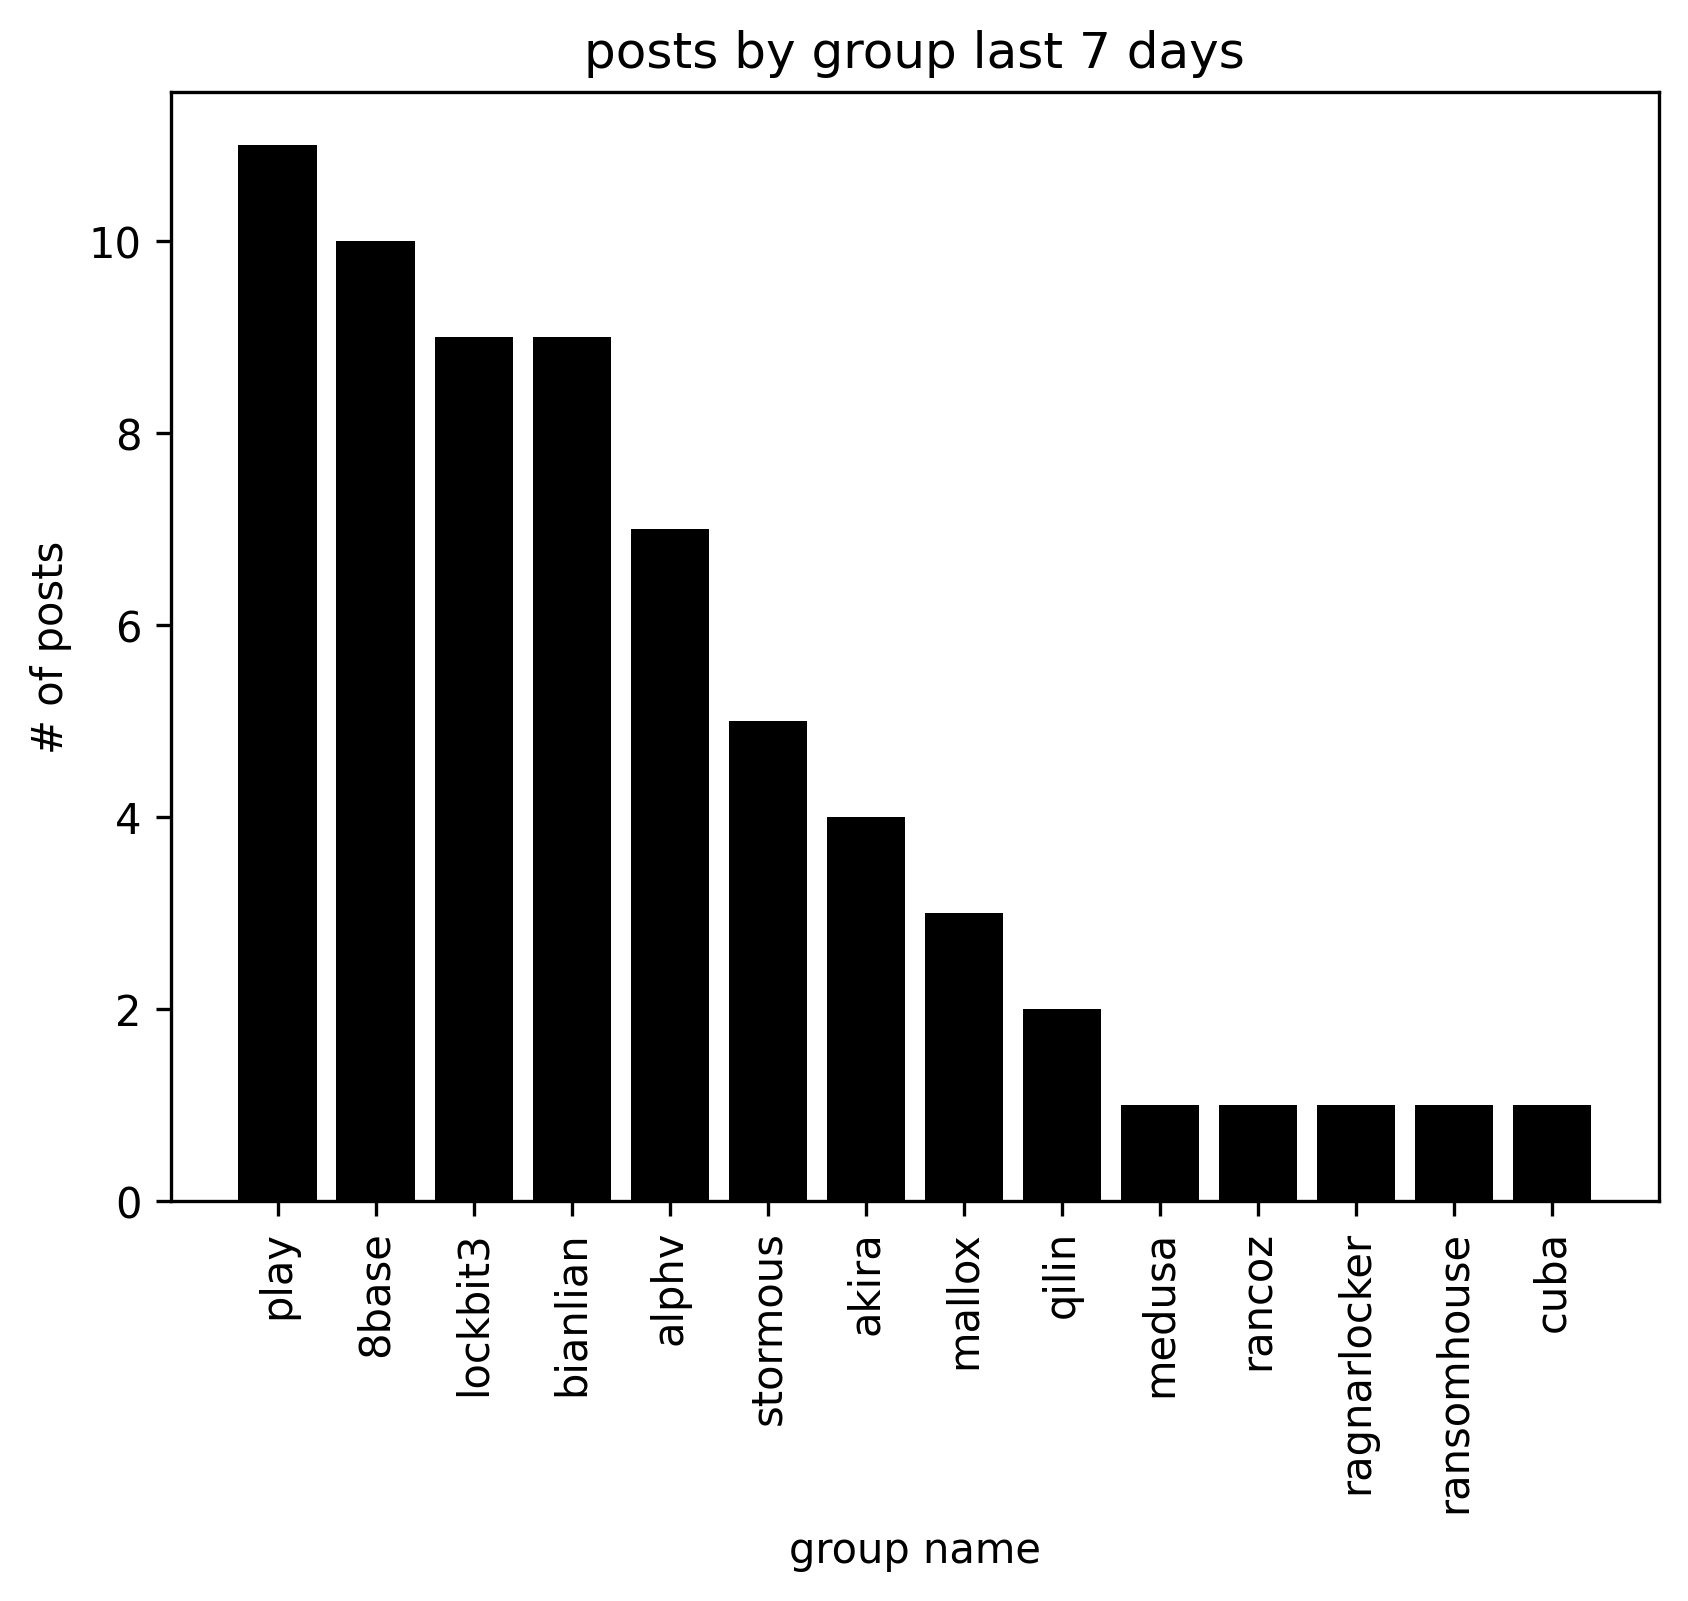 posts by group last 7 days
# of posts
10
8
6
4
2
0
play
8base
lockbit3
bianlian
alphv
stormous
akira
mallox
qilin
medusa
rancoz
ragnarlocker
ransomhouse
cuba
group name